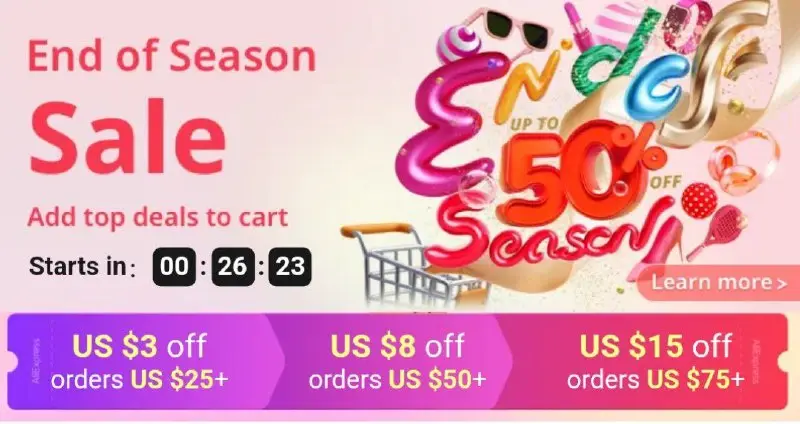 End of Season
Sale
Add top deals to cart
Starts in: 00 : 26 : 23
End of
UP TO
50%
OFF
Season
Learn more >
US $3 off
orders US $25+
US $8 off
orders US $50+
US $15 off
orders US $75+
AliExpress
AliExpress